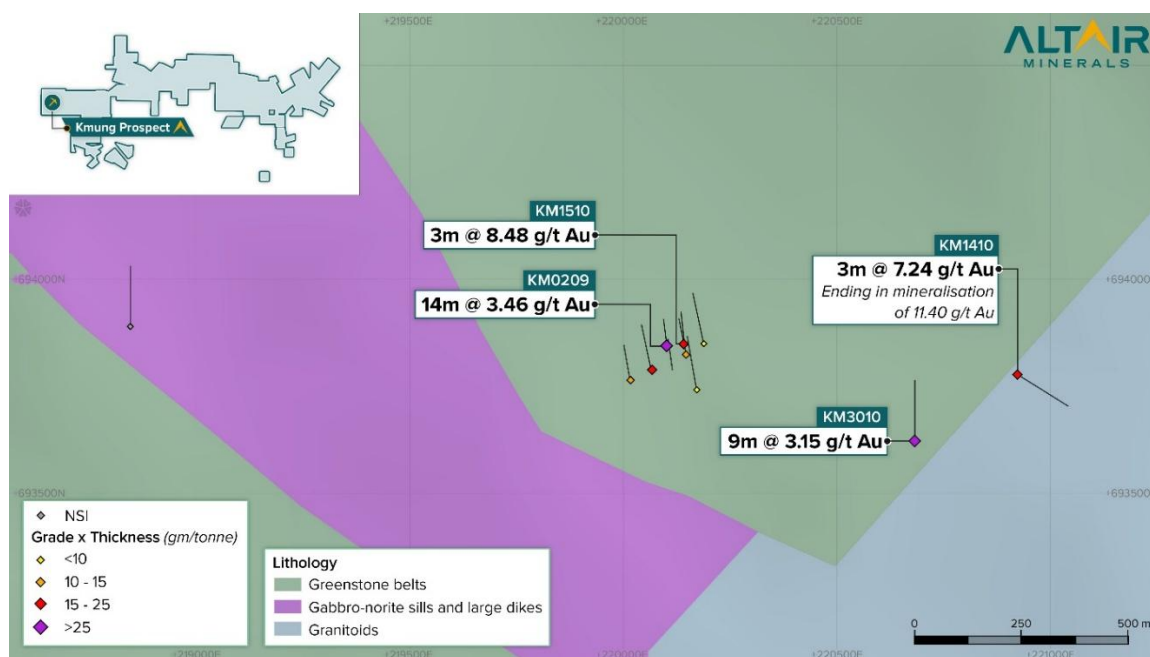 +219500E
+220000E
+220500E
ALTAIR
MINERALS
Kmung Prospect
KM1510
3m @ 8.48 g/t Au
KM1410
3m @ 7.24 g/t Au
Ending in mineralisation
of 11.40 g/t Au
+694000N
KM0209
14m @ 3.46 g/t Au
KM3010
9m @ 3.15 g/t Au
+693500N
+693500N
NSI
Grade x Thickness (gm/tonne)
<10
10 - 15
15 - 25
>25
Lithology
Greenstone belts
Gabbro-norite sills and large dikes
Granitoids
0
250
500 m
+219000E
+219500E
+220000E
+220500E
+221000E